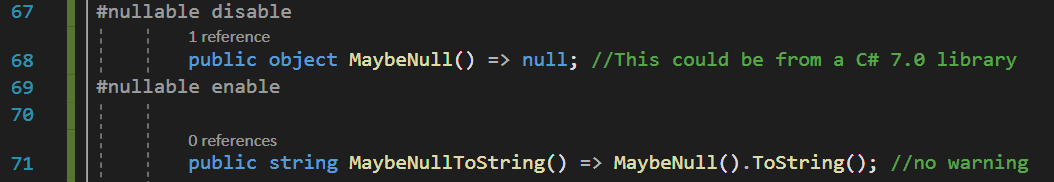 67 #nullable disable
1 reference
68 public object MaybeNull() => null; //This could be from a C# 7.0 library
69 #nullable enable
70
0 references
71 public string MaybeNullToString() => MaybeNull().ToString(); //no warning